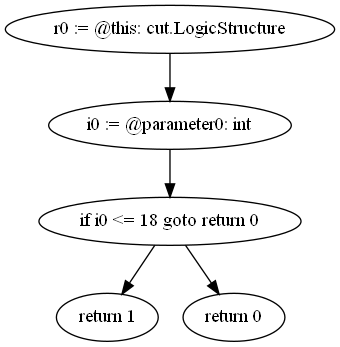 r0 := @this: cut.LogicStructure
i0 := @parameter0: int
if i0 <= 18 goto return 0
return 1
return 0